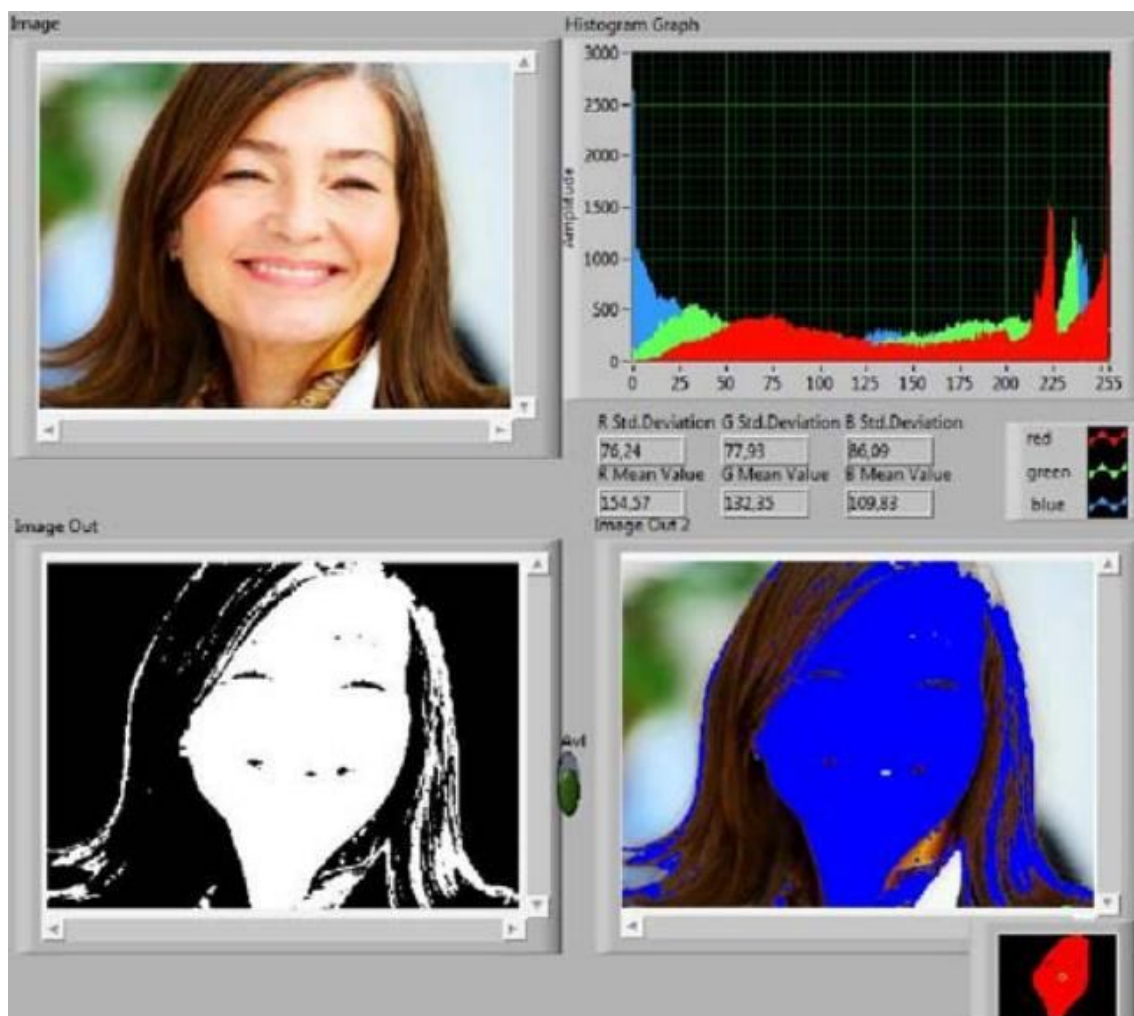 Image
Histogram Graph
3000
2500
2000
1500
1000
500
0
Amplitude
0 25 50 75 100 125 150 175 200 225 255
R Std.Deviation G Std.Deviation B Std.Deviation
76,24 77,93 86,09
R Mean Value G Mean Value B Mean Value
154,57 132,35 109,83
red
green
blue
Image Out
Image Out 2